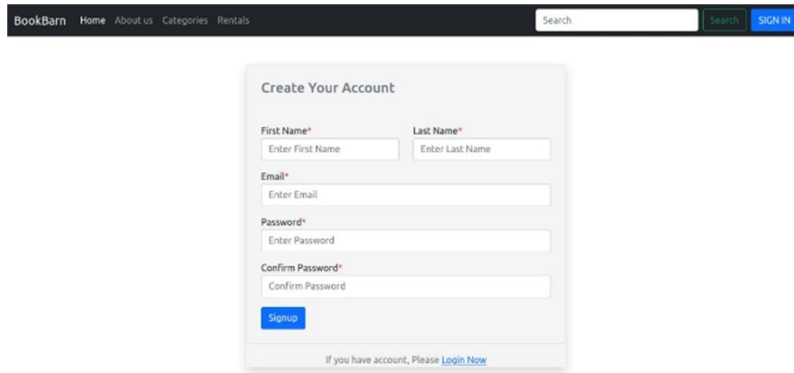 BookBarn Home About us Categories Rentals Search Search SIGN IN
Create Your Account
First Name* Last Name*
Enter First Name Enter Last Name
Email*
Enter Email
Password*
Enter Password
Confirm Password*
Confirm Password
Signup
If you have account, Please Login Now